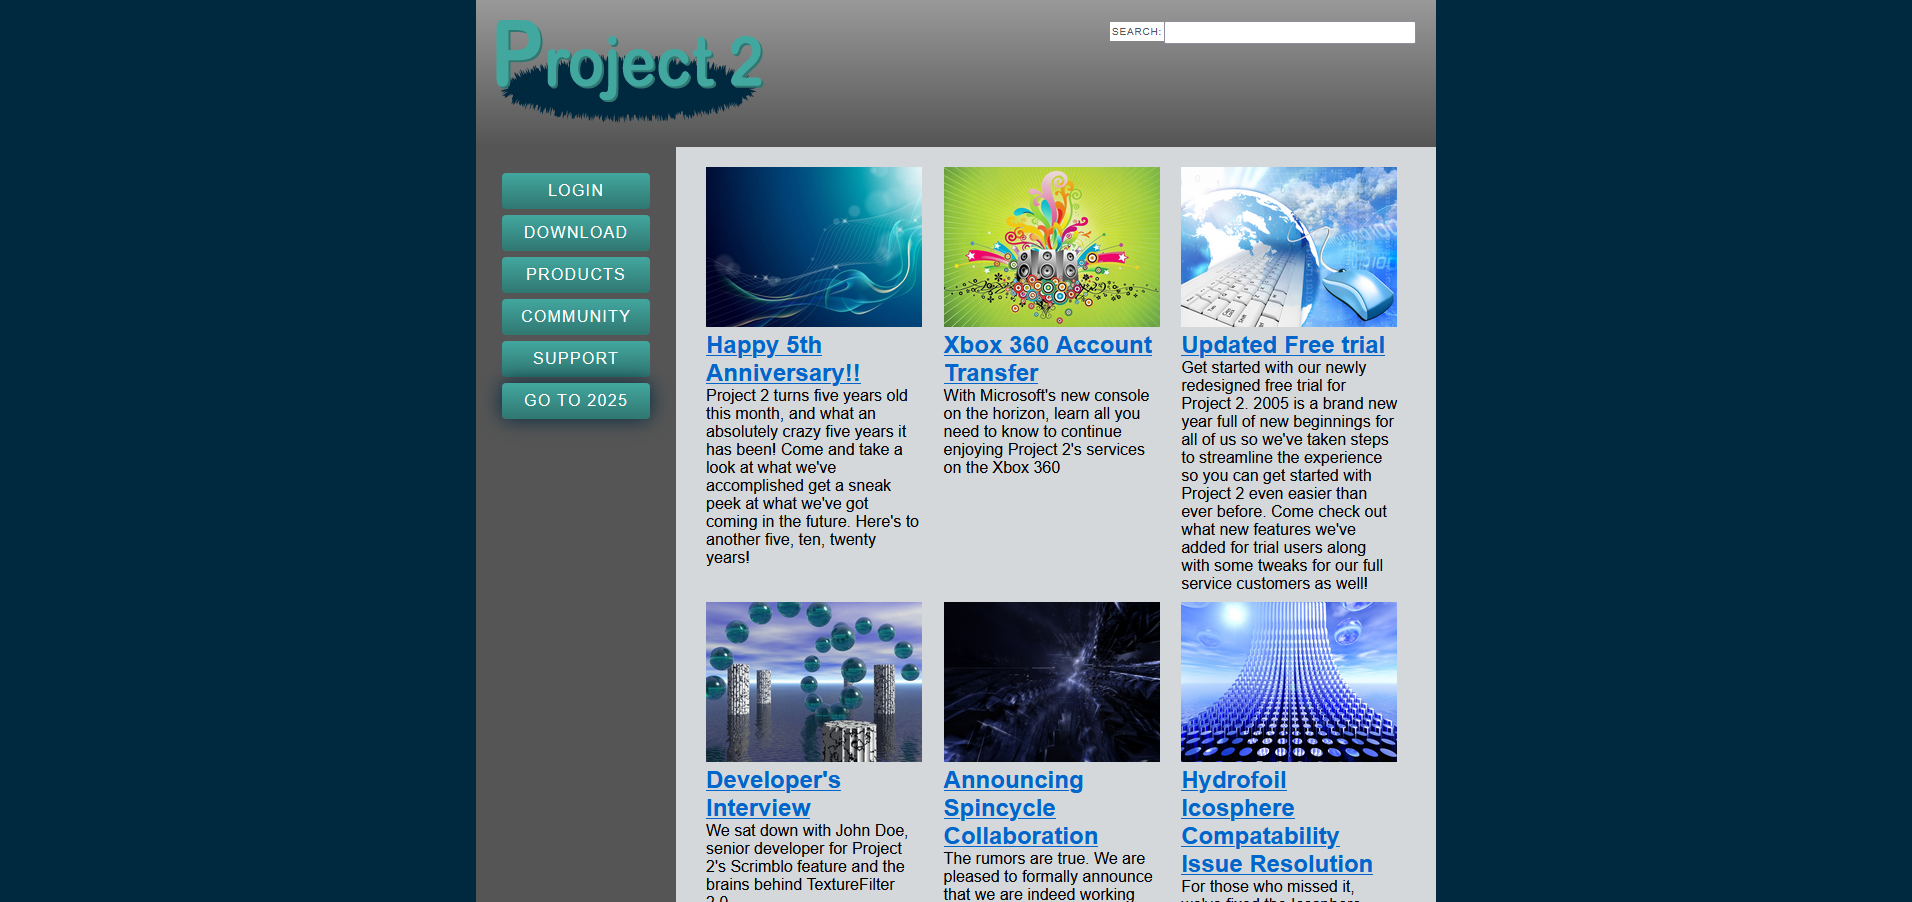 Project 2
SEARCH:
LOGIN
DOWNLOAD
PRODUCTS
COMMUNITY
SUPPORT
GO TO 2025
Happy 5th
Anniversary!!
Project 2 turns five years old
this month, and what an
absolutely crazy five years it
has been! Come and take a
look at what we've
accomplished get a sneak
peek at what we've got
coming in the future. Here's to
another five, ten, twenty
years!
Xbox 360 Account
Transfer
With Microsoft's new console
on the horizon, learn all you
need to know to continue
enjoying Project 2's services
on the Xbox 360
Updated Free trial
Get started with our newly
redesigned free trial for
Project 2. 2005 is a brand new
year full of new beginnings for
all of us so we've taken steps
to streamline the experience
so you can get started with
Project 2 even easier than
ever before. Come check out
what new features we've
added for trial users along
with some tweaks for our full
service customers as well!
Developer's
Interview
We sat down with John Doe,
senior developer for Project
2's Scrimblo feature and the
brains behind TextureFilter
2.0
Announcing
Spincycle
Collaboration
The rumors are true. We are
pleased to formally announce
that we are indeed working
Hydrofoil
Icosphere
Compatability
Issue Resolution
For those who missed it,
we've fixed the Icosphere